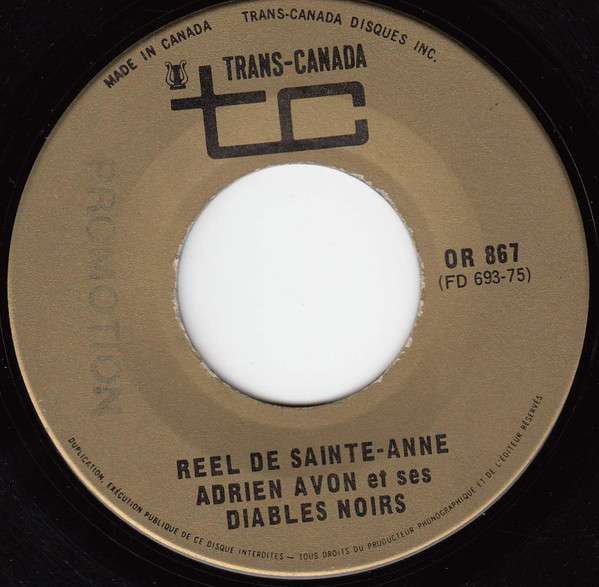 MADE IN CANADA    TRANS-CANADA DISQUES INC.
TRANS-CANADA
tc
PROMOTION
OR 867
(FD 693-75)
REEL DE SAINTE-ANNE
ADRIEN AVON et ses
DIABLES NOIRS
DUPLICATION, EXÉCUTION PUBLIQUE DE CE DISQUE INTERDITES — TOUS DROITS DU PRODUCTEUR PHONOGRAPHIQUE ET DE L'ÉDITEUR RÉSERVÉS